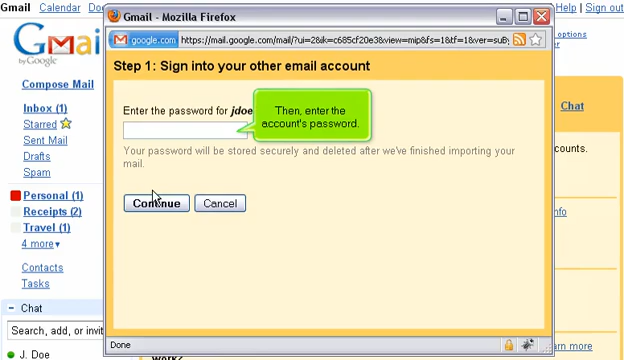 Gmail Calendar
Help | Sign out
Gmail - Mozilla Firefox
google.com https://mail.google.com/mail/?ui=2&ik=c685cf20e3&view=mip&fs=1&tf=1&ver=su
Gmail
by Google
options
Step 1: Sign into your other email account
Compose Mail
Enter the password for jdoe
Then, enter the
account's password.
Chat
Inbox (1)
Starred
Sent Mail
Drafts
Spam
Your password will be stored securely and deleted after we've finished importing your
mail.
counts.
Personal (1)
Receipts (2)
Travel (1)
4 more
Continue
Cancel
Contacts
Tasks
Chat
Search, add, or invit
J. Doe
Done